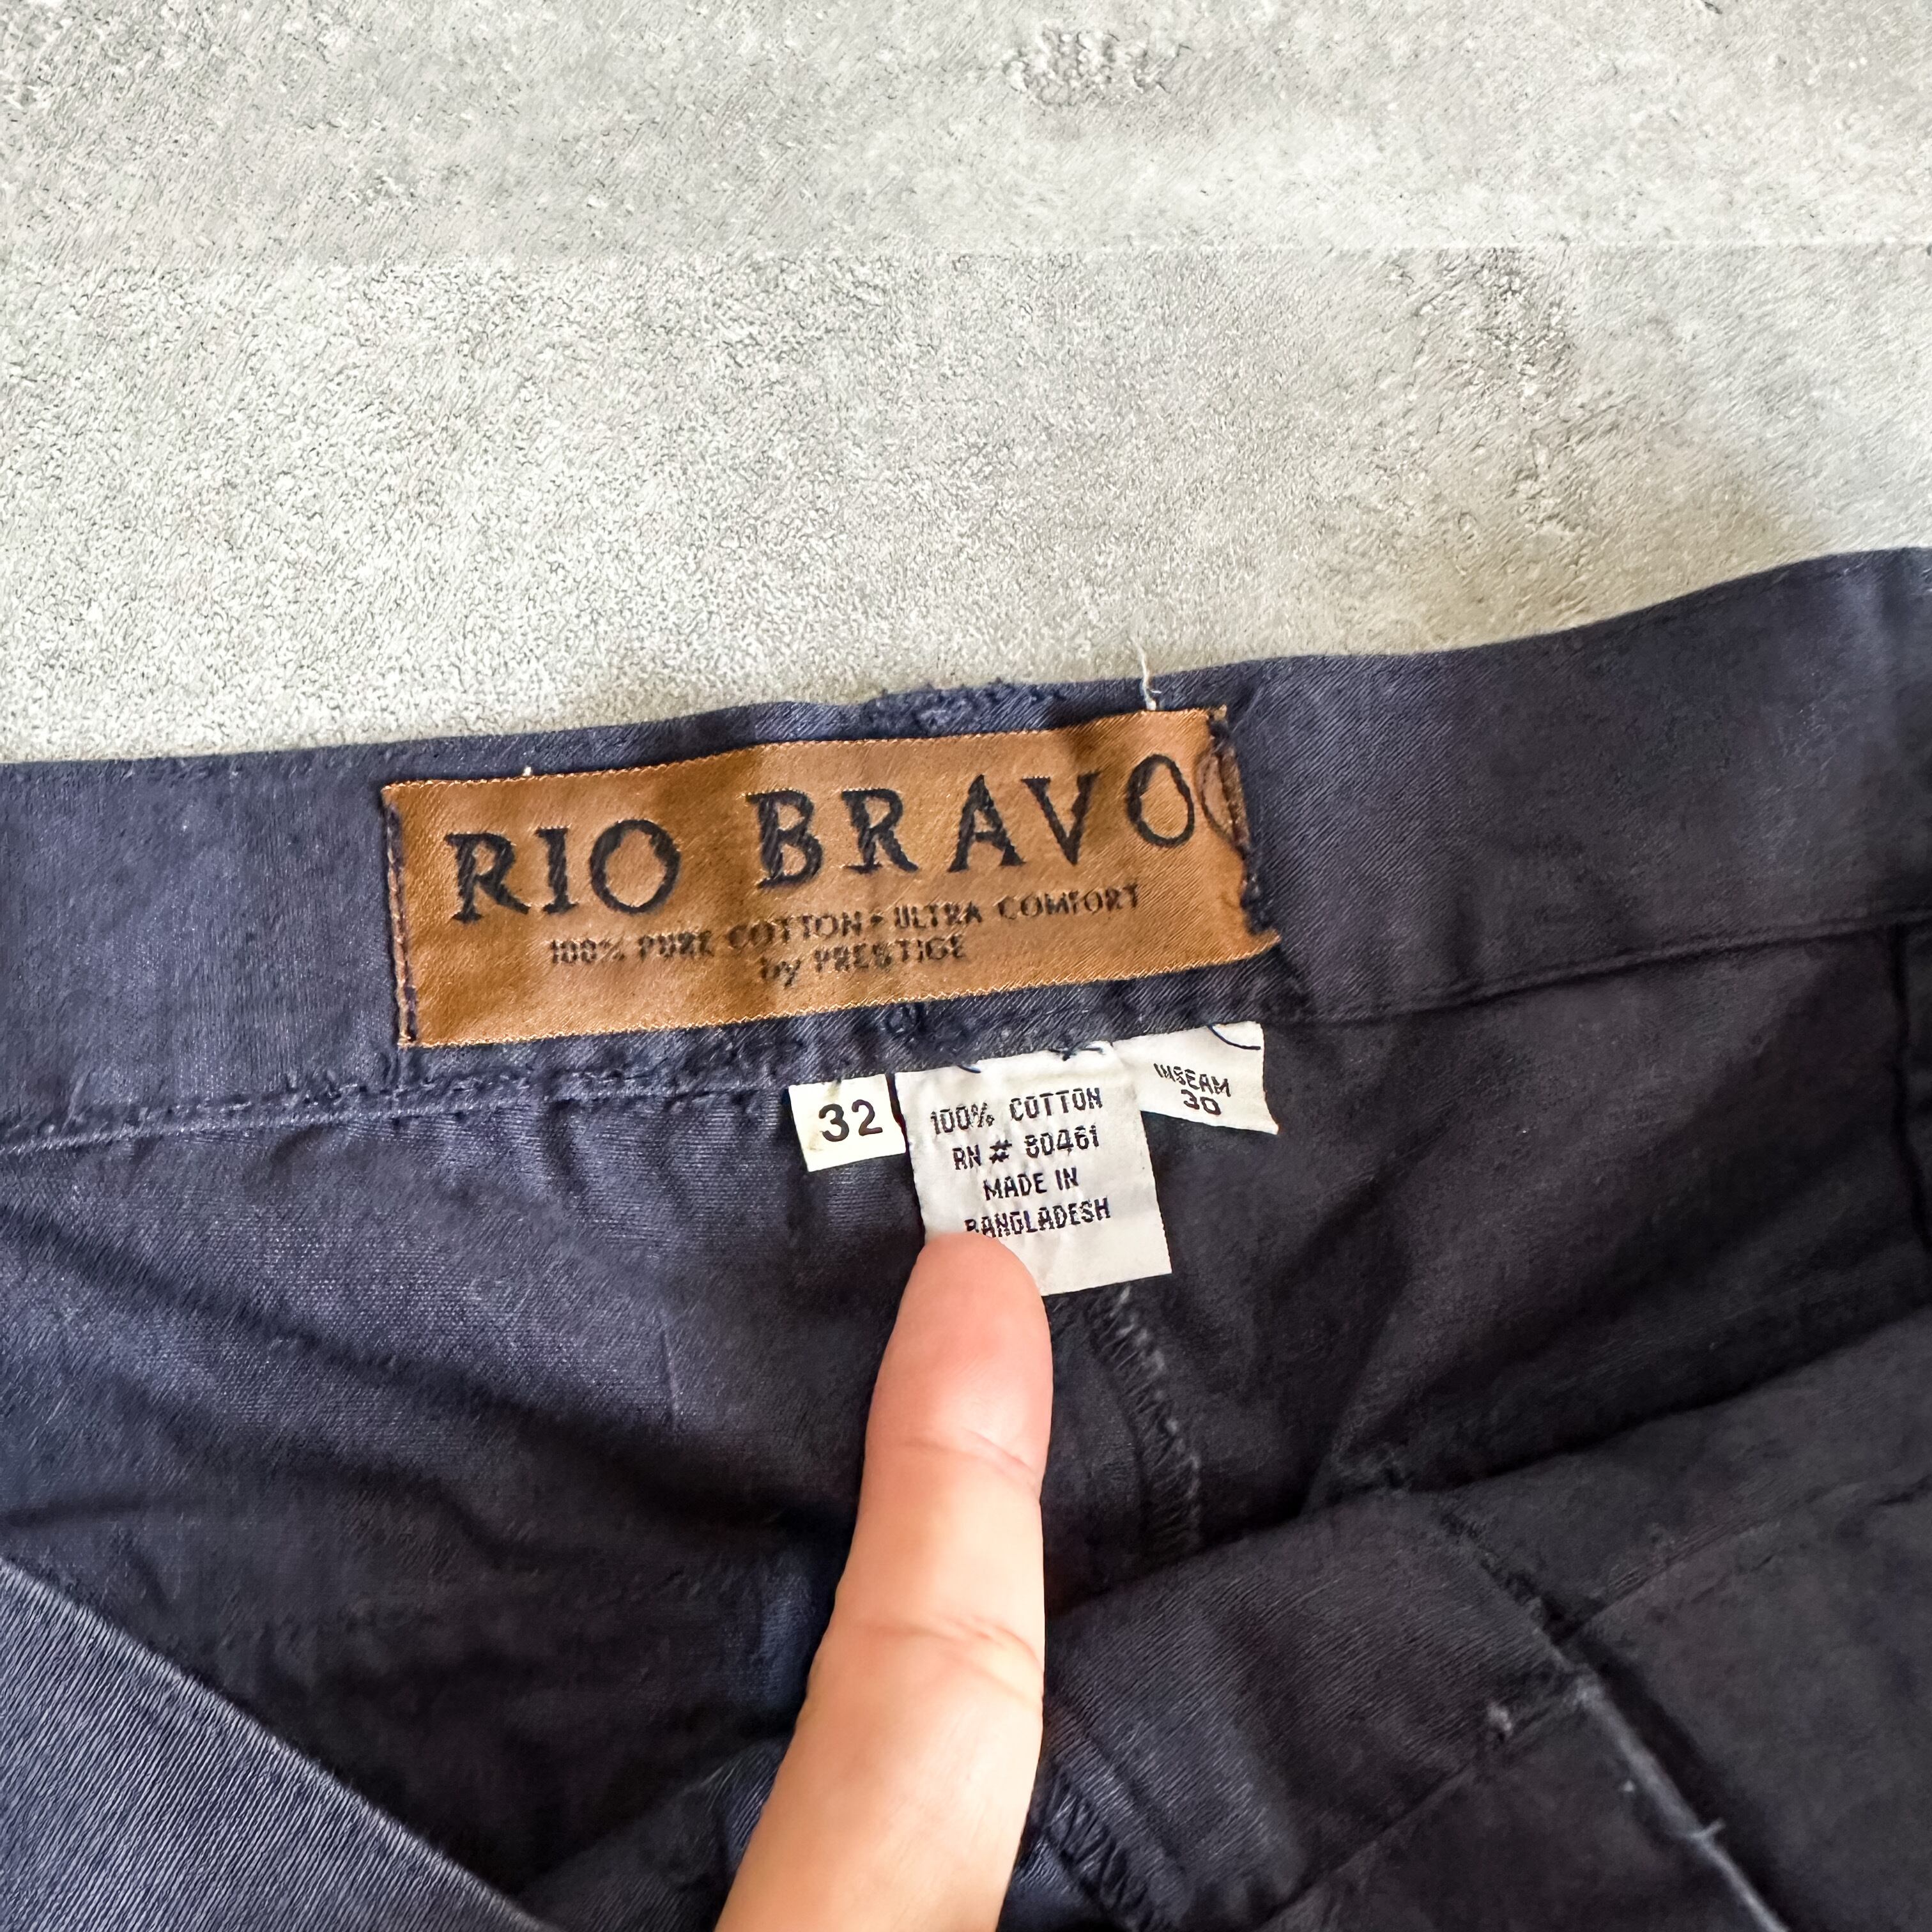 RIO BRAVO
100% PURE COTTON • ULTRA COMFORT
by PRESTIGE
32
100% COTTON
RN # 80461
MADE IN
BANGLADESH
INSEAM
30